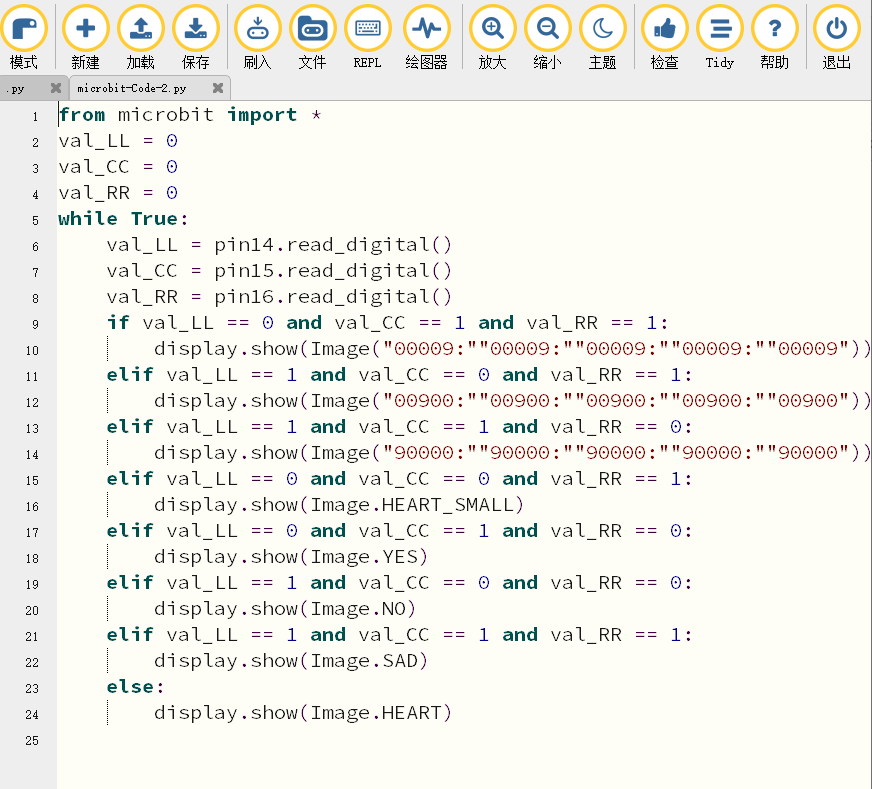 模式 新建 加载 保存 刷入 文件 REPL 绘图器 放大 缩小 主题 检查 Tidy 帮助 退出
.py microbit-Code-2.py
1 from microbit import *
2 val_LL = 0
3 val_CC = 0
4 val_RR = 0
5 while True:
6 val_LL = pin14.read_digital()
7 val_CC = pin15.read_digital()
8 val_RR = pin16.read_digital()
9 if val_LL == 0 and val_CC == 1 and val_RR == 1:
10 display.show(Image("00009:""00009:""00009:""00009:""00009"))
11 elif val_LL == 1 and val_CC == 0 and val_RR == 1:
12 display.show(Image("00900:""00900:""00900:""00900:""00900"))
13 elif val_LL == 1 and val_CC == 1 and val_RR == 0:
14 display.show(Image("90000:""90000:""90000:""90000:""90000"))
15 elif val_LL == 0 and val_CC == 0 and val_RR == 1:
16 display.show(Image.HEART_SMALL)
17 elif val_LL == 0 and val_CC == 1 and val_RR == 0:
18 display.show(Image.YES)
19 elif val_LL == 1 and val_CC == 0 and val_RR == 0:
20 display.show(Image.NO)
21 elif val_LL == 1 and val_CC == 1 and val_RR == 1:
22 display.show(Image.SAD)
23 else:
24 display.show(Image.HEART)
25